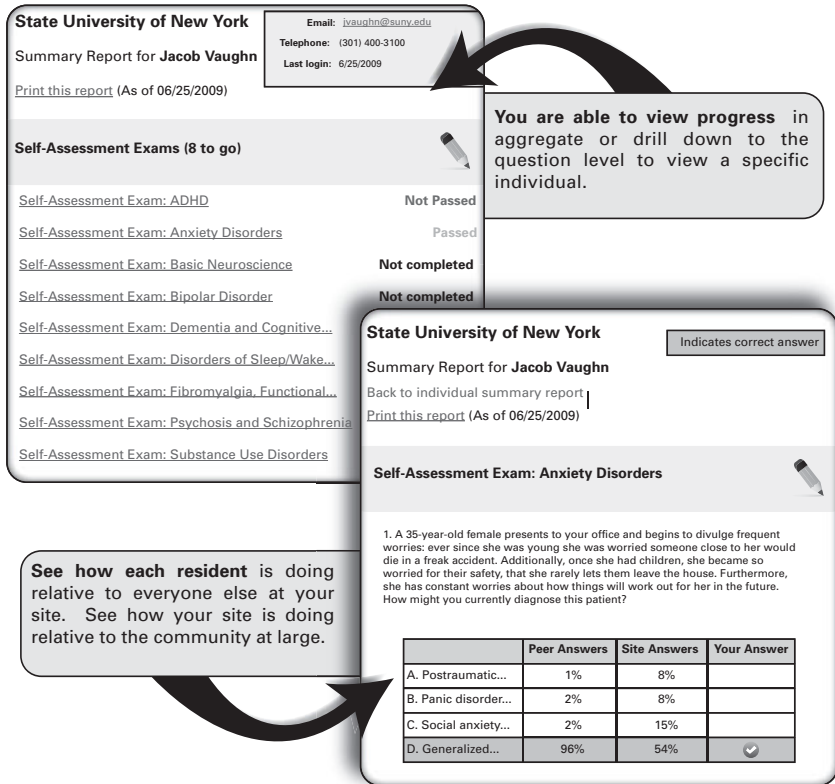 State University of New York
Email: jvaughn@suny.edu
Telephone: (301) 400-3100
Last login: 6/25/2009
Summary Report for Jacob Vaughn
Print this report (As of 06/25/2009)
You are able to view progress in
aggregate or drill down to the
question level to view a specific
individual.
Self-Assessment Exams (8 to go)
Self-Assessment Exam: ADHD Not Passed
Self-Assessment Exam: Anxiety Disorders Passed
Self-Assessment Exam: Basic Neuroscience Not completed
Self-Assessment Exam: Bipolar Disorder Not completed
Self-Assessment Exam: Dementia and Cognitive...
Self-Assessment Exam: Disorders of Sleep/Wake...
Self-Assessment Exam: Fibromyalgia, Functional...
Self-Assessment Exam: Psychosis and Schizophrenia
Self-Assessment Exam: Substance Use Disorders
State University of New York
Indicates correct answer
Summary Report for Jacob Vaughn
Back to individual summary report
Print this report (As of 06/25/2009)
Self-Assessment Exam: Anxiety Disorders
1. A 35-year-old female presents to your office and begins to divulge frequent
worries: ever since she was young she was worried someone close to her would
die in a freak accident. Additionally, once she had children, she became so
worried for their safety, that she rarely lets them leave the house. Furthermore,
she has constant worries about how things will work out for her in the future.
How might you currently diagnose this patient?
See how each resident is doing
relative to everyone else at your
site. See how your site is doing
relative to the community at large.
Peer Answers Site Answers Your Answer
A. Postraumatic... 1% 8%
B. Panic disorder... 2% 8%
C. Social anxiety... 2% 15%
D. Generalized... 96% 54%